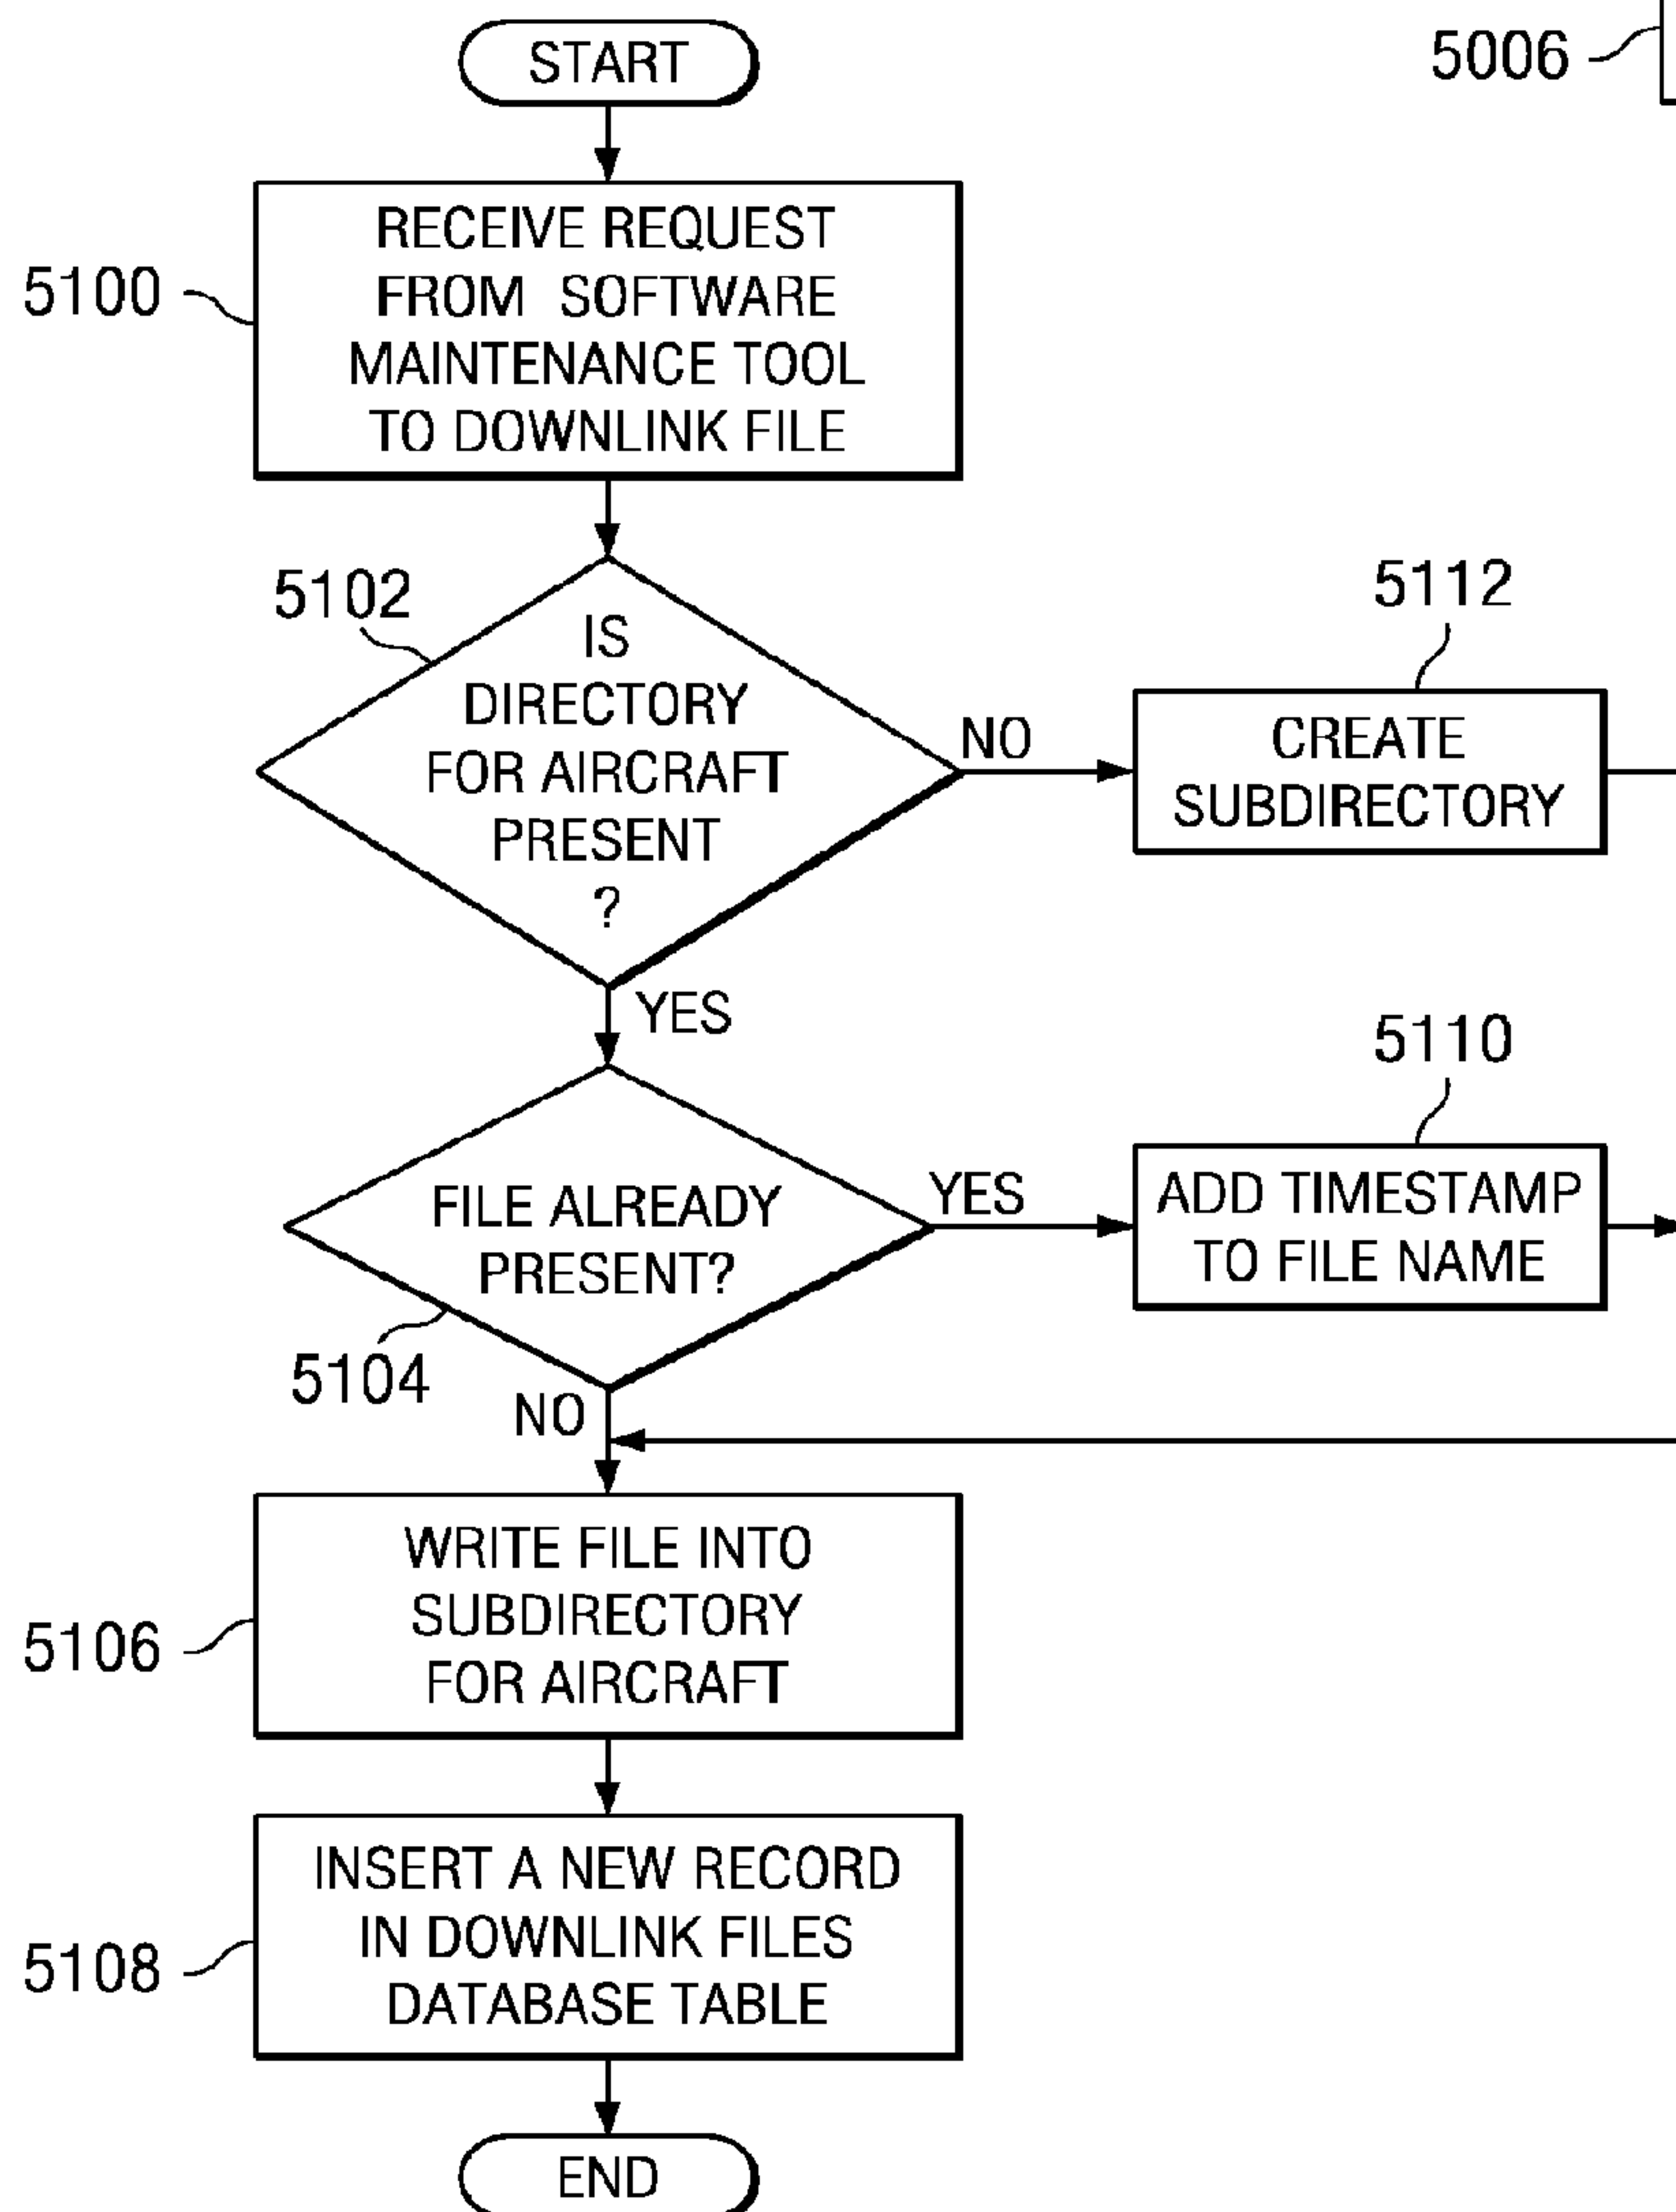 START
5006
RECEIVE REQUEST
FROM SOFTWARE
MAINTENANCE TOOL
TO DOWNLINK FILE
5100
5102
IS
DIRECTORY
FOR AIRCRAFT
PRESENT
?
NO
5112
CREATE
SUBDIRECTORY
YES
FILE ALREADY
PRESENT?
5104
YES
5110
ADD TIMESTAMP
TO FILE NAME
NO
WRITE FILE INTO
SUBDIRECTORY
FOR AIRCRAFT
5106
INSERT A NEW RECORD
IN DOWNLINK FILES
DATABASE TABLE
5108
END